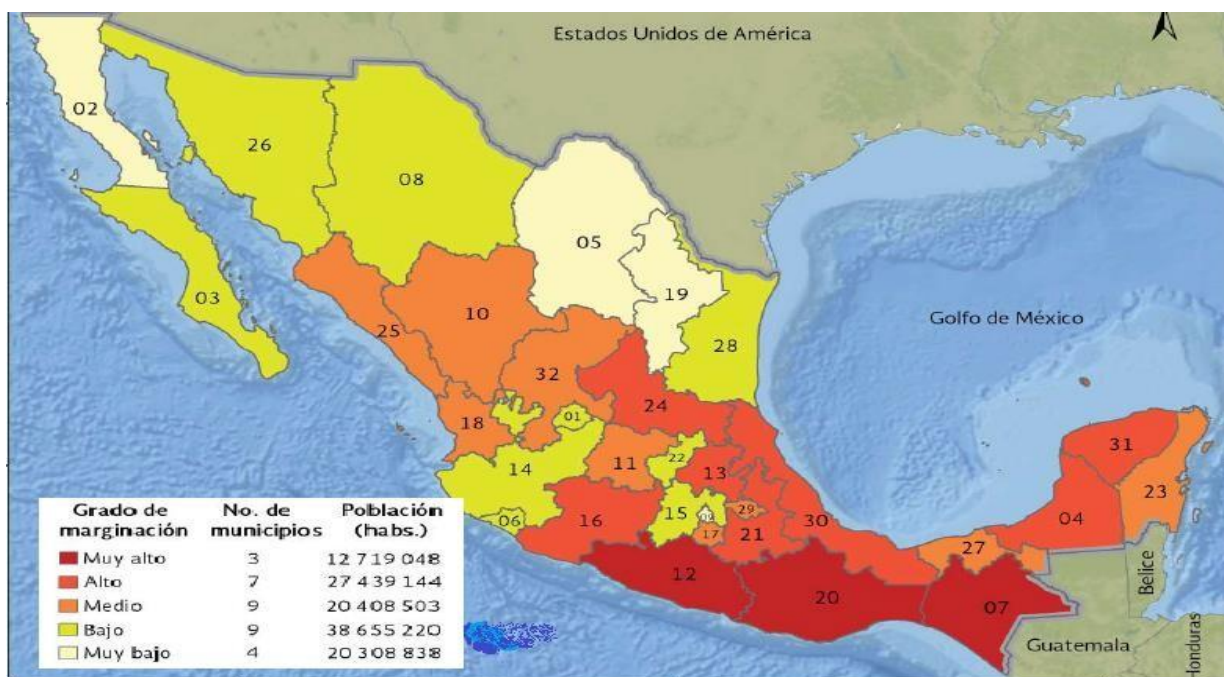 Estados Unidos de América
02
26
08
05
19
03
28
Golfo de México
10
25
32
24
18
01
31
22
14
11
13
23
04
06
16
15
09
29
17
21
30
27
12
20
07
Belice
Guatemala
Honduras
Grado de marginación No. de municipios Población (habs.)
Muy alto 3 12 719 048
Alto 7 27 439 144
Medio 9 20 408 503
Bajo 9 38 655 220
Muy bajo 4 20 308 838